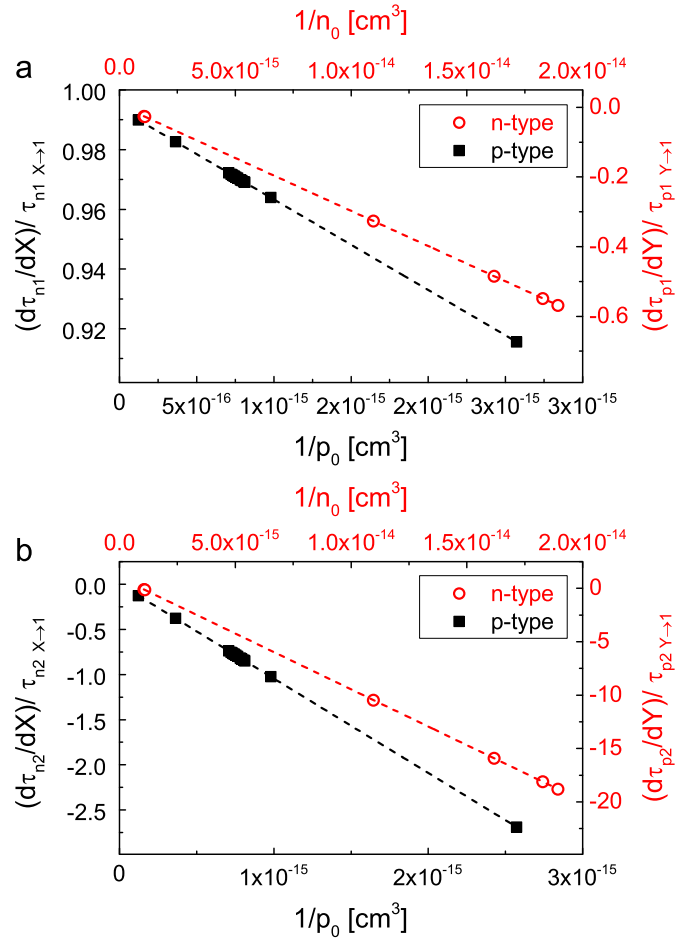 1/n₀ [cm³]
0.0 5.0x10⁻¹⁵ 1.0x10⁻¹⁴ 1.5x10⁻¹⁴ 2.0x10⁻¹⁴
a
1.00
0.98
0.96
0.94
0.92
(dτₙ₁/dX)/ τₙ₁ X→1
n-type
p-type
0.0
-0.2
-0.4
-0.6
(dτₚ₁/dY)/ τₚ₁ Y→1
0 5x10⁻¹⁶ 1x10⁻¹⁵ 2x10⁻¹⁵ 2x10⁻¹⁵ 3x10⁻¹⁵ 3x10⁻¹⁵
1/p₀ [cm³]
1/n₀ [cm³]
0.0 5.0x10⁻¹⁵ 1.0x10⁻¹⁴ 1.5x10⁻¹⁴ 2.0x10⁻¹⁴
b
0.0
-0.5
-1.0
-1.5
-2.0
-2.5
(dτₙ₂/dX)/ τₙ₂ X→1
n-type
p-type
0
-5
-10
-15
-20
(dτₚ₂/dY)/ τₚ₂ Y→1
0 1x10⁻¹⁵ 2x10⁻¹⁵ 3x10⁻¹⁵
1/p₀ [cm³]